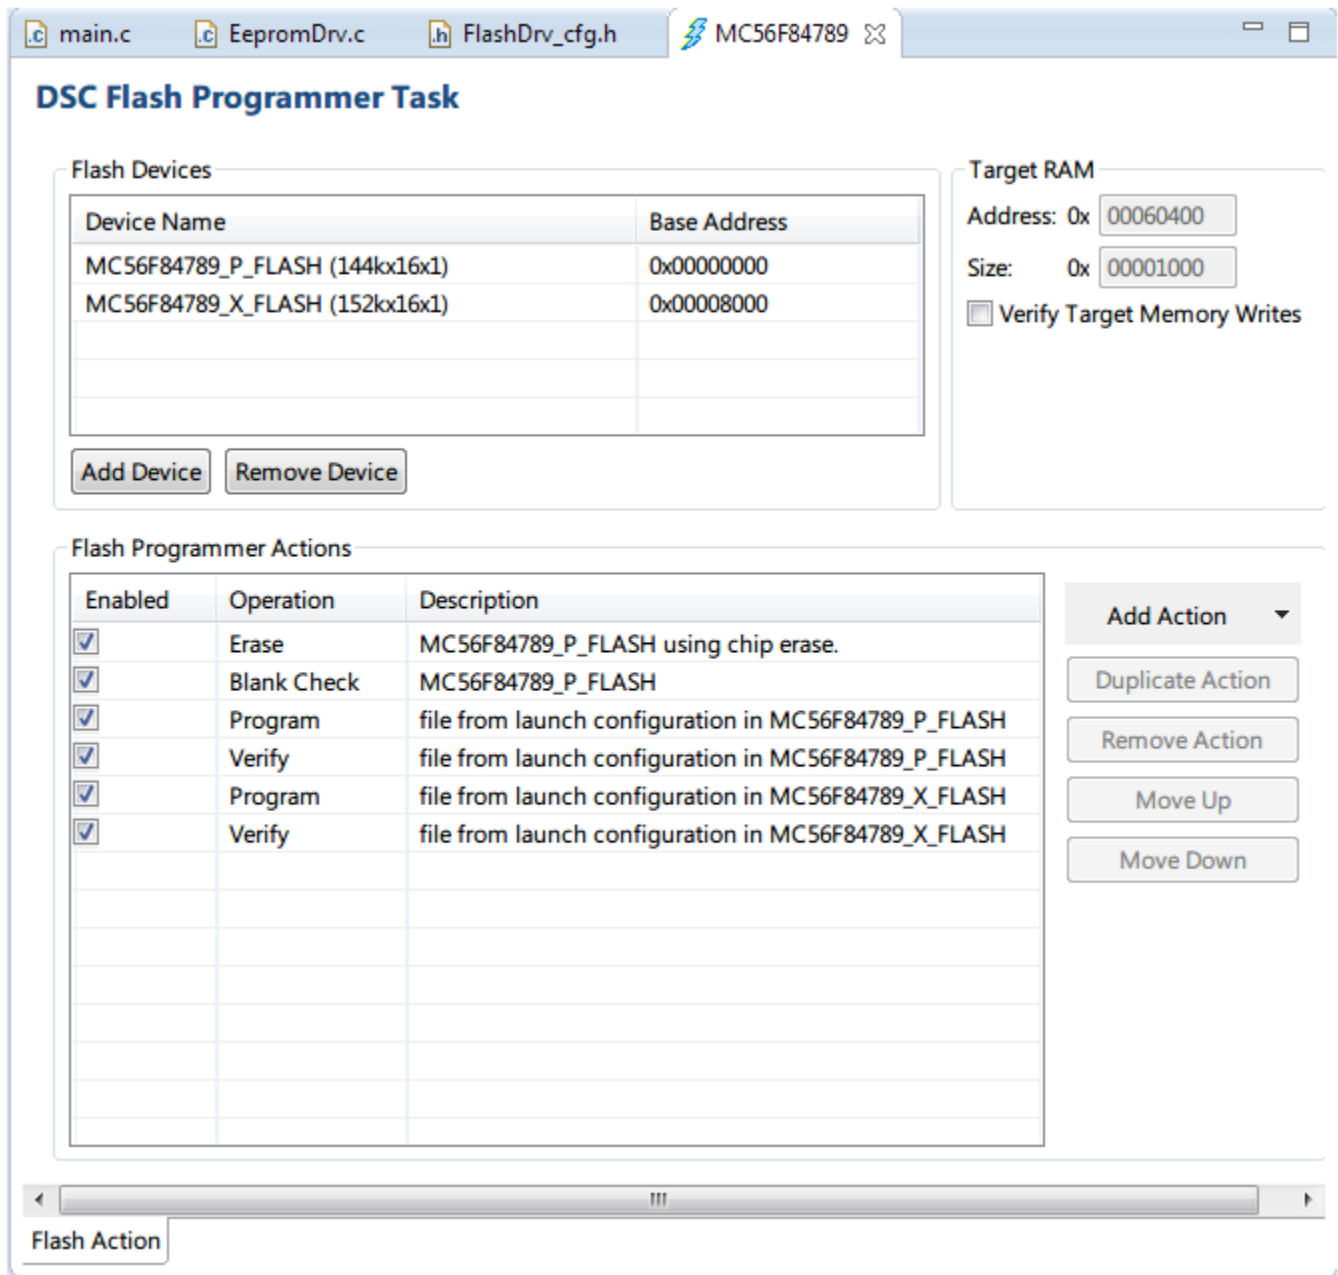 main.c EepromDrv.c FlashDrv_cfg.h MC56F84789
DSC Flash Programmer Task
Flash Devices
Device Name Base Address
MC56F84789_P_FLASH (144kx16x1) 0x00000000
MC56F84789_X_FLASH (152kx16x1) 0x00008000
Add Device Remove Device
Target RAM
Address: 0x 00060400
Size: 0x 00001000
Verify Target Memory Writes
Flash Programmer Actions
Enabled Operation Description
Erase MC56F84789_P_FLASH using chip erase.
Blank Check MC56F84789_P_FLASH
Program file from launch configuration in MC56F84789_P_FLASH
Verify file from launch configuration in MC56F84789_P_FLASH
Program file from launch configuration in MC56F84789_X_FLASH
Verify file from launch configuration in MC56F84789_X_FLASH
Add Action
Duplicate Action
Remove Action
Move Up
Move Down
Flash Action